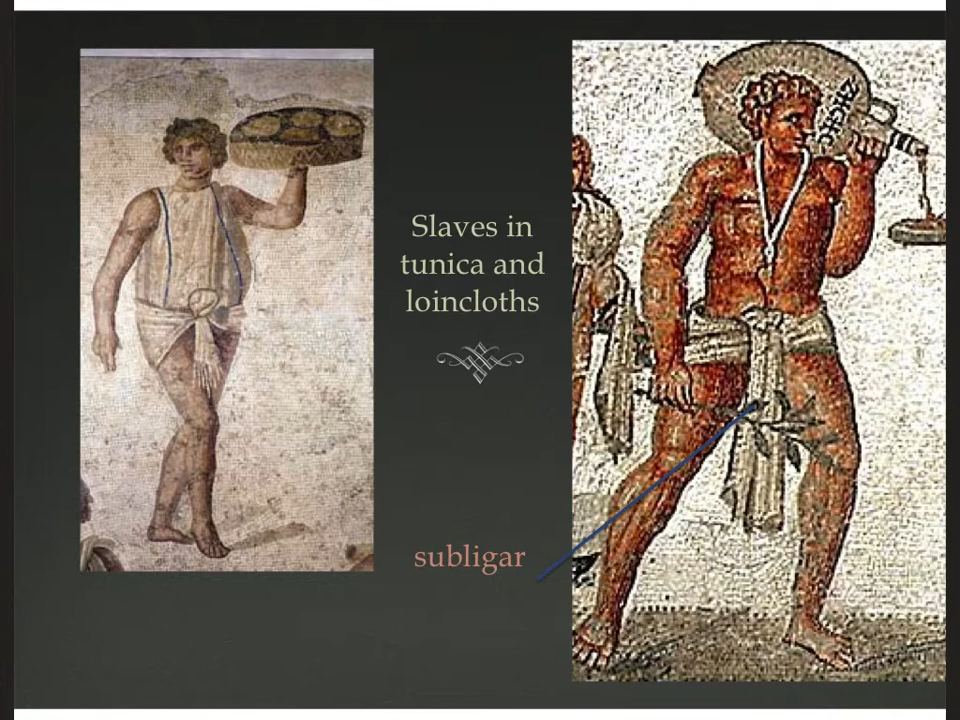 Slaves in
tunica and
loincloths
subligar